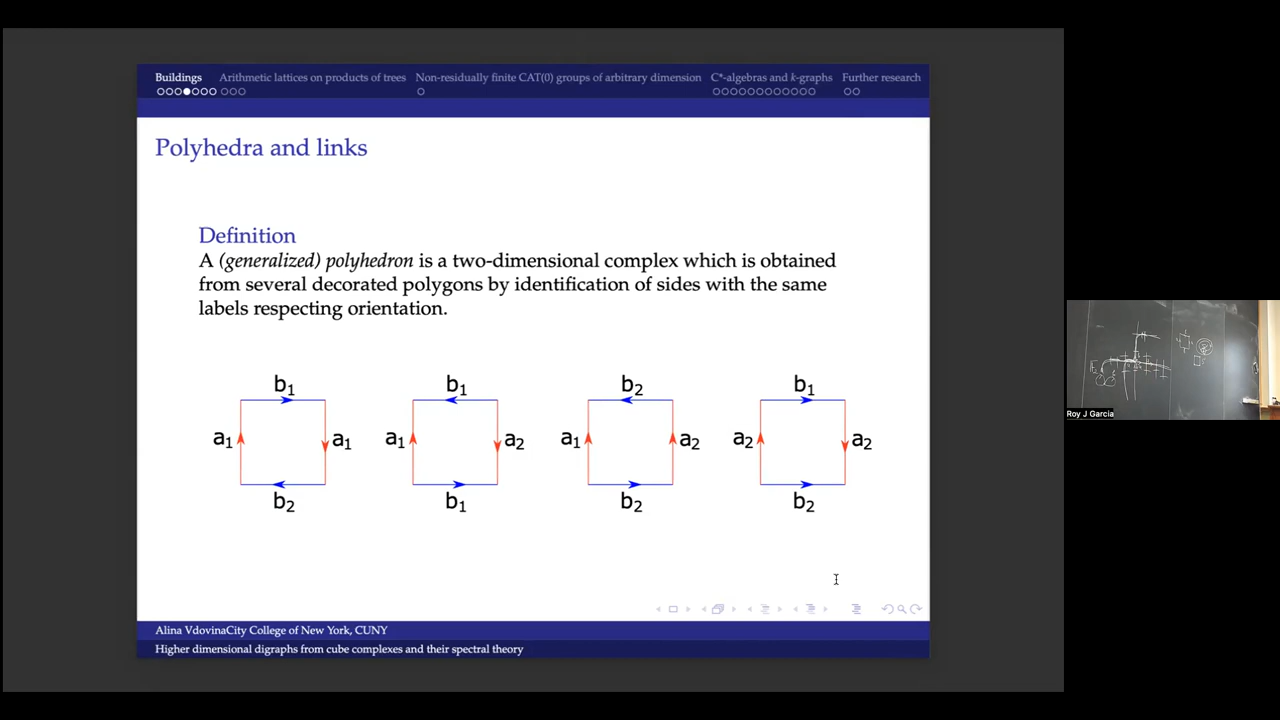 Buildings Arithmetic lattices on products of trees Non-residually finite CAT(0) groups of arbitrary dimension C*-algebras and k-graphs Further research
Polyhedra and links
Definition
A (generalized) polyhedron is a two-dimensional complex which is obtained
from several decorated polygons by identification of sides with the same
labels respecting orientation.
b₁ b₁ b₂ b₁
a₁ a₁ a₁ a₂ a₁ a₂ a₂ a₂
b₂ b₁ b₂ b₂
Roy J Garcia
Alina VdovinaCity College of New York, CUNY
Higher dimensional digraphs from cube complexes and their spectral theory